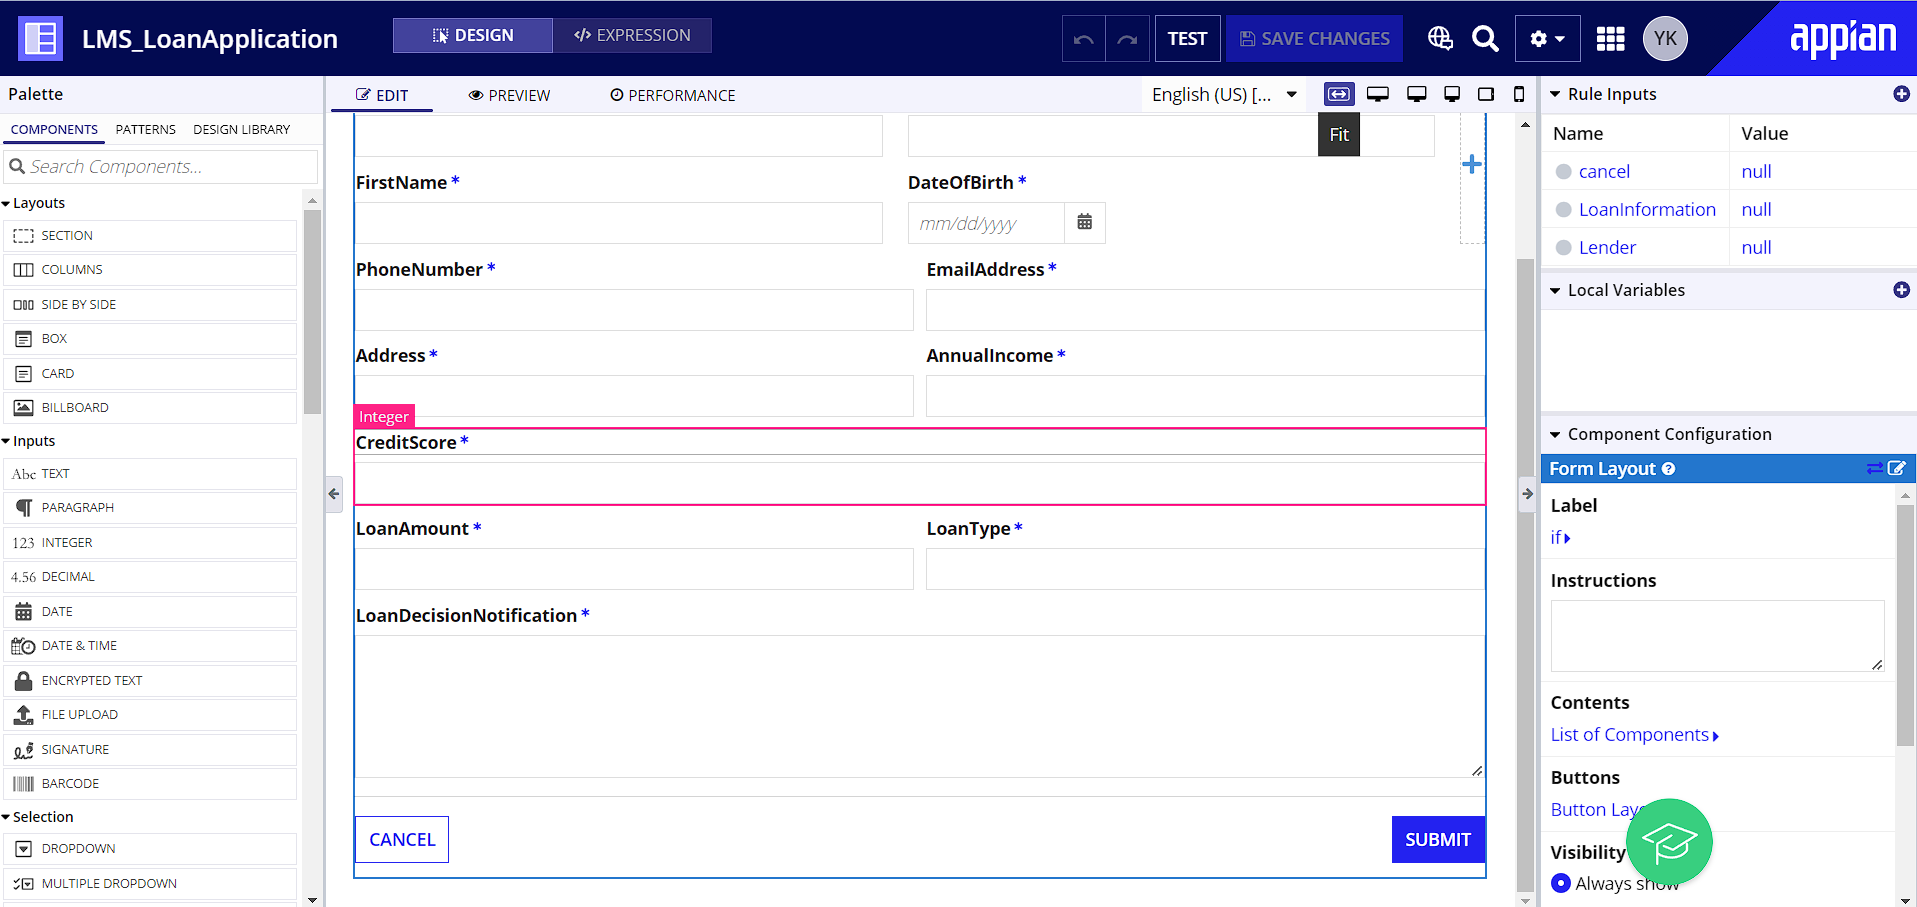 LMS_LoanApplication
DESIGN
</> EXPRESSION
TEST
SAVE CHANGES
YK
appian
Palette
EDIT
PREVIEW
PERFORMANCE
English (US) [...
Fit
COMPONENTS
PATTERNS
DESIGN LIBRARY
Search Components...
Layouts
SECTION
COLUMNS
SIDE BY SIDE
BOX
CARD
BILLBOARD
Inputs
Abc TEXT
PARAGRAPH
123 INTEGER
4.56 DECIMAL
DATE
DATE & TIME
ENCRYPTED TEXT
FILE UPLOAD
SIGNATURE
BARCODE
Selection
DROPDOWN
MULTIPLE DROPDOWN
FirstName *
DateOfBirth *
mm/dd/yyyy
PhoneNumber *
EmailAddress *
Address *
AnnualIncome *
Integer
CreditScore *
LoanAmount *
LoanType *
LoanDecisionNotification *
CANCEL
SUBMIT
Rule Inputs
Name Value
cancel null
LoanInformation null
Lender null
Local Variables
Component Configuration
Form Layout
Label
if
Instructions
Contents
List of Components
Buttons
Button Lay
Visibility
Always show